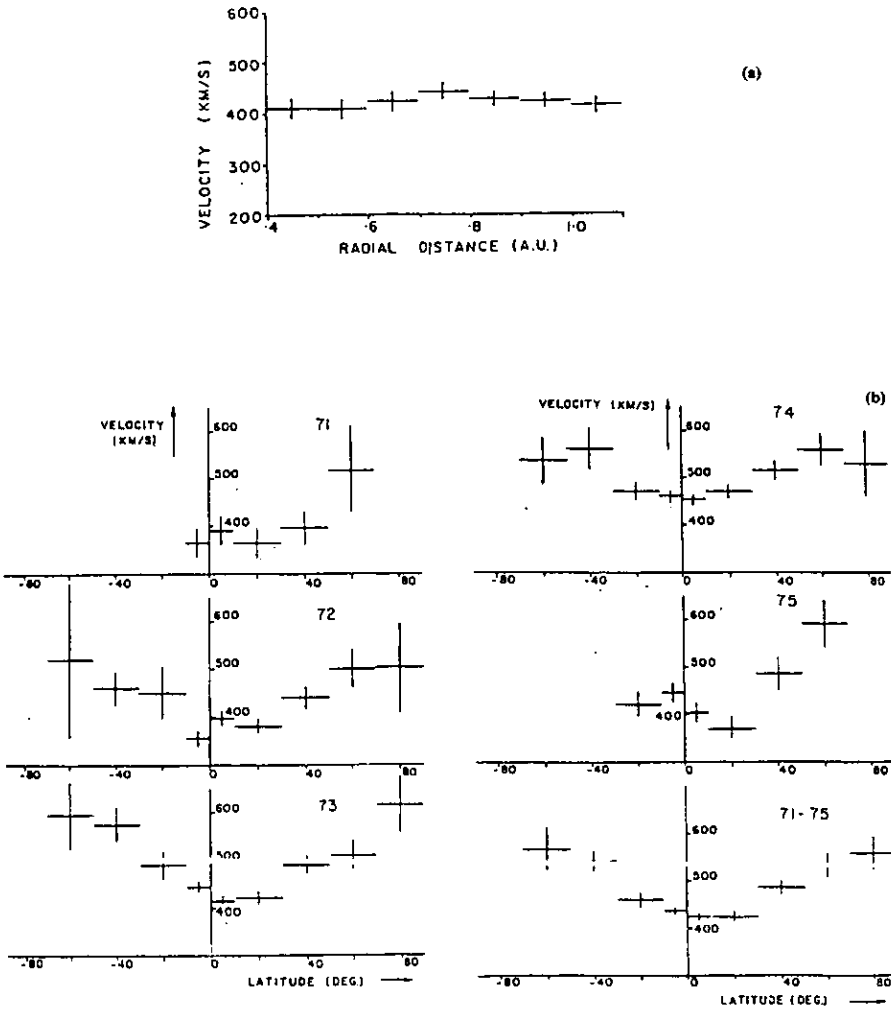 600
(a)
500
400
300
200
VELOCITY (KM/S)
.4 .6 .8 1.0
RADIAL DISTANCE (A.U.)
(b)
VELOCITY (KM/S)
71
600
500
400
-80 -40 0 40 80
VELOCITY (KM/S)
74
600
500
400
-80 -40 0 40 80
72
600
500
400
-80 -40 0 40 80
75
600
500
400
-80 -40 0 40 80
73
600
500
400
-80 -40 0 40 80
LATITUDE (DEG.)
71-75
600
500
400
-80 -40 0 40 80
LATITUDE (DEG.)